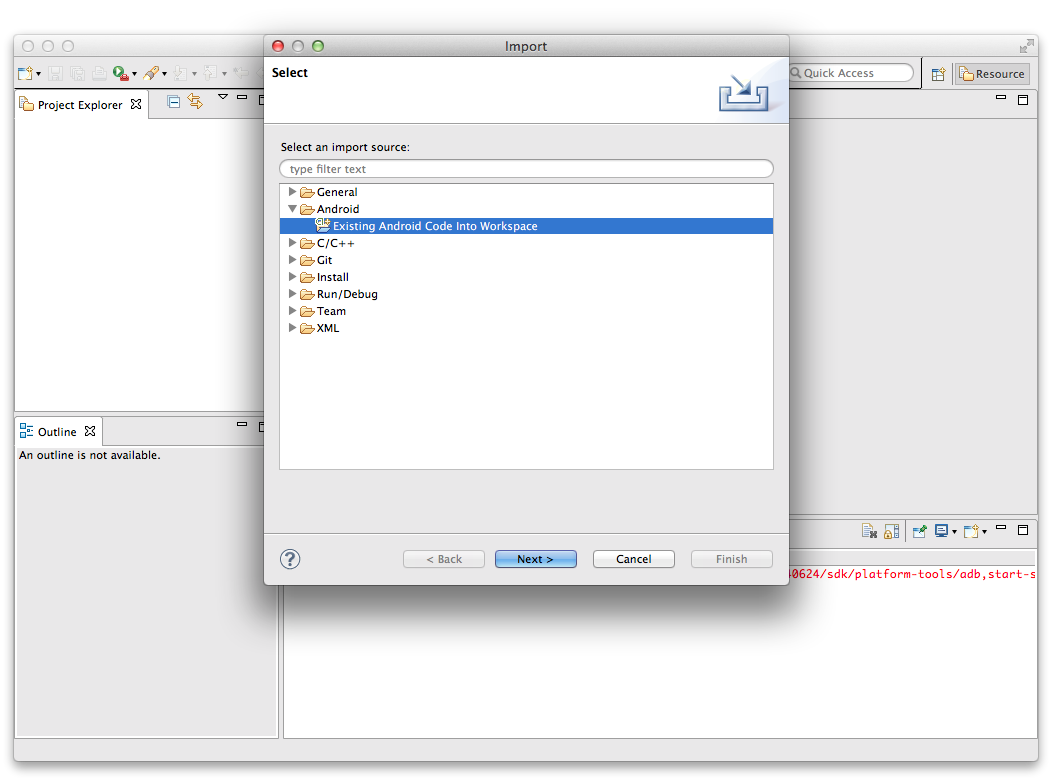 Import
Quick Access
Resource
Select
Project Explorer
Select an import source:
type filter text
General
Android
Existing Android Code Into Workspace
C/C++
Git
Install
Run/Debug
Team
XML
Outline
An outline is not available.
?
< Back
Next >
Cancel
Finish
0624/sdk/platform-tools/adb,start-s